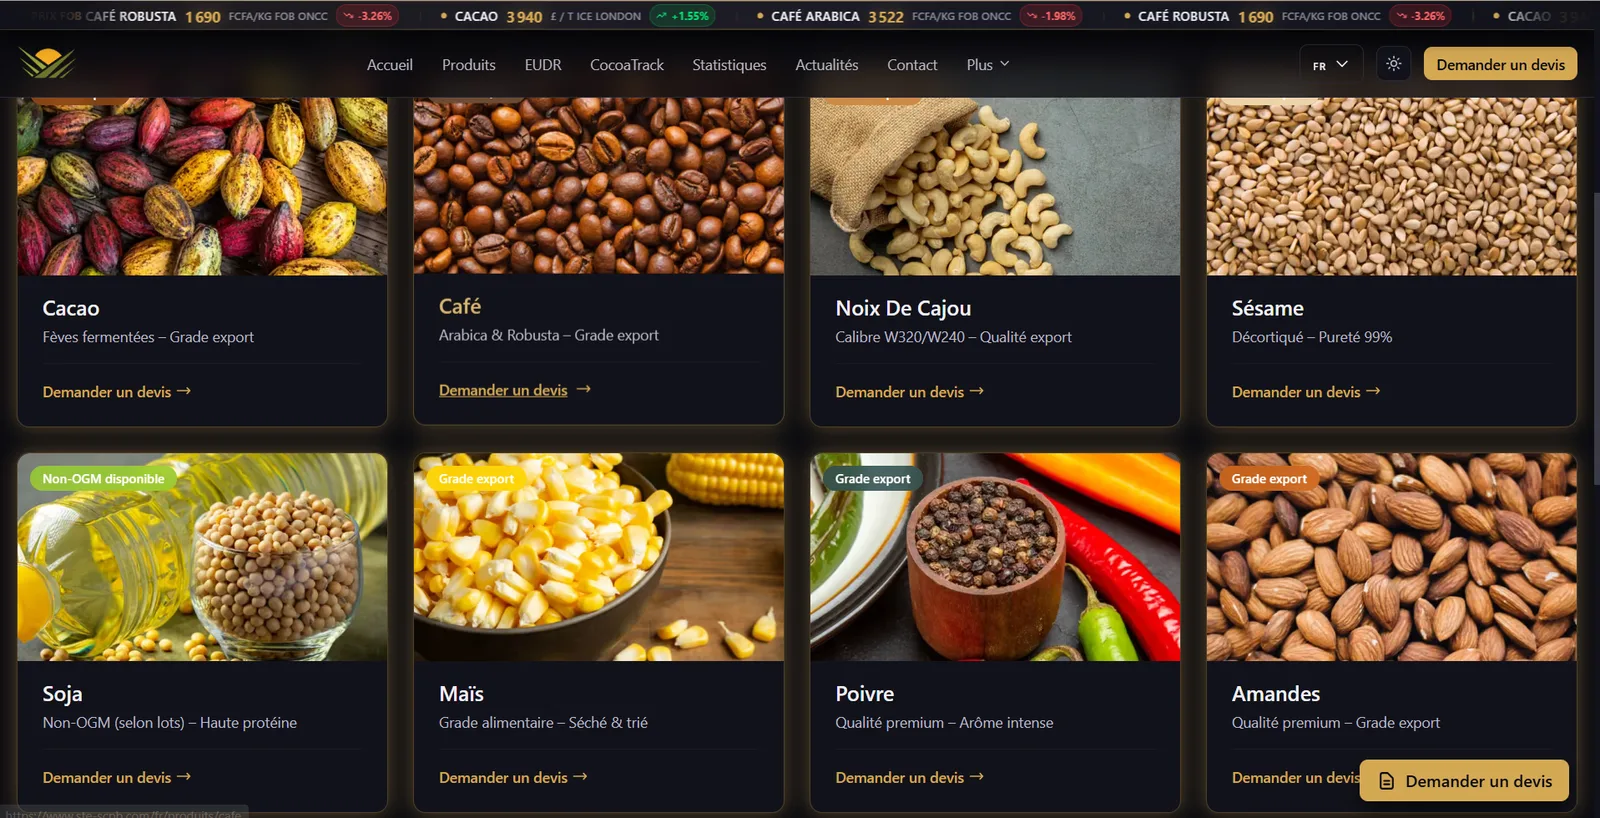 PRIX FOB CAFÉ ROBUSTA 1 690 FCFA/KG FOB ONCC -3.26% • CACAO 3 940 £ / T ICE LONDON +1.55% • CAFÉ ARABICA 3 522 FCFA/KG FOB ONCC -1.98% • CAFÉ ROBUSTA 1 690 FCFA/KG FOB ONCC -3.26% • CACAO
Accueil Produits EUDR CocoaTrack Statistiques Actualités Contact Plus FR Demander un devis
Cacao
Fèves fermentées – Grade export
Demander un devis →
Café
Arabica & Robusta – Grade export
Demander un devis →
Noix De Cajou
Calibre W320/W240 – Qualité export
Demander un devis →
Sésame
Décortiqué – Pureté 99%
Demander un devis →
Non-OGM disponible
Soja
Non-OGM (selon lots) – Haute protéine
Demander un devis →
Grade export
Maïs
Grade alimentaire – Séché & trié
Demander un devis →
Grade export
Poivre
Qualité premium – Arôme intense
Demander un devis →
Grade export
Amandes
Qualité premium – Grade export
Demander un devis
Demander un devis